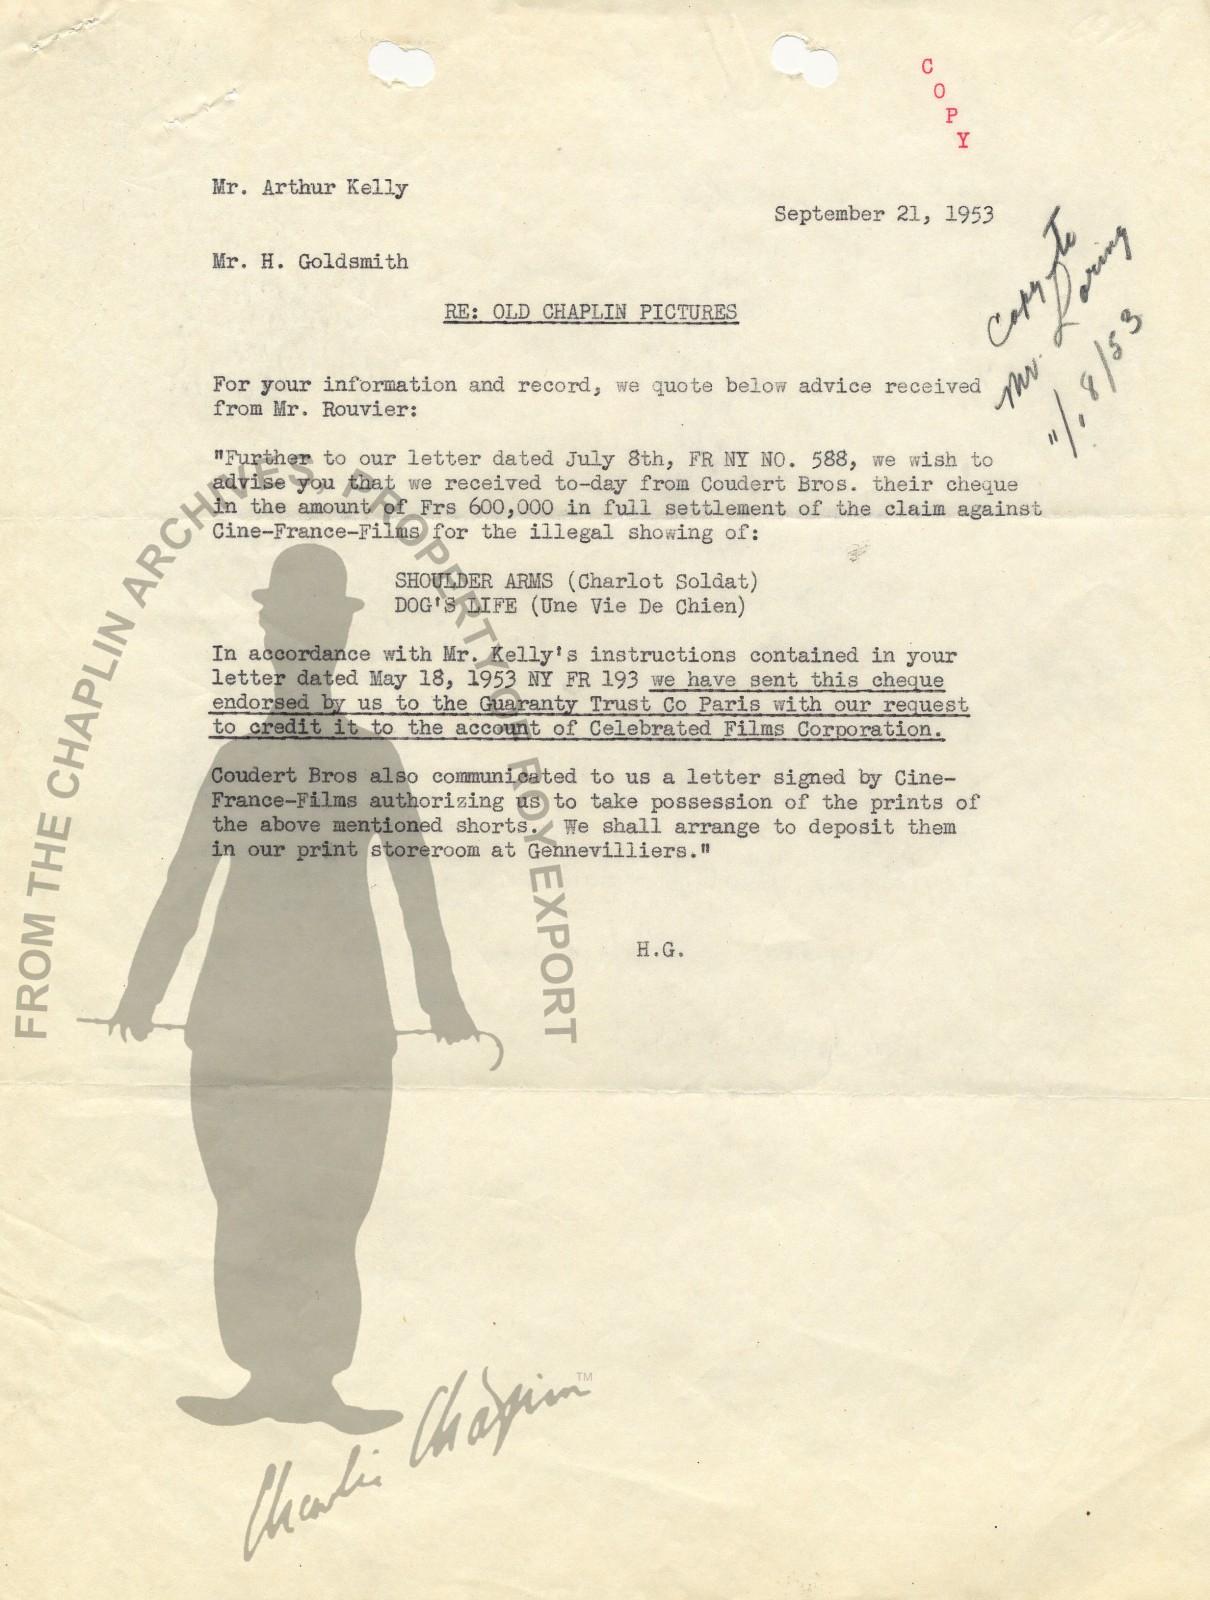 C
O
P
Y
Mr. Arthur Kelly
September 21, 1953
Mr. H. Goldsmith
RE: OLD CHAPLIN PICTURES
Copy to
Mr. Loring
11/8/53
For your information and record, we quote below advice received
from Mr. Rouvier:
"Further to our letter dated July 8th, FR NY NO. 588, we wish to
advise you that we received to-day from Coudert Bros. their cheque
in the amount of Frs 600,000 in full settlement of the claim against
Cine-France-Films for the illegal showing of:
SHOULDER ARMS (Charlot Soldat)
DOG'S LIFE (Une Vie De Chien)
In accordance with Mr. Kelly's instructions contained in your
letter dated May 18, 1953 NY FR 193 we have sent this cheque
endorsed by us to the Guaranty Trust Co Paris with our request
to credit it to the account of Celebrated Films Corporation.
Coudert Bros also communicated to us a letter signed by Cine-
France-Films authorizing us to take possession of the prints of
the above mentioned shorts. We shall arrange to deposit them
in our print storeroom at Gennevilliers."
H.G.
FROM THE CHAPLIN ARCHIVES, PROPERTY OF ROY EXPORT
Charlie Chaplin TM